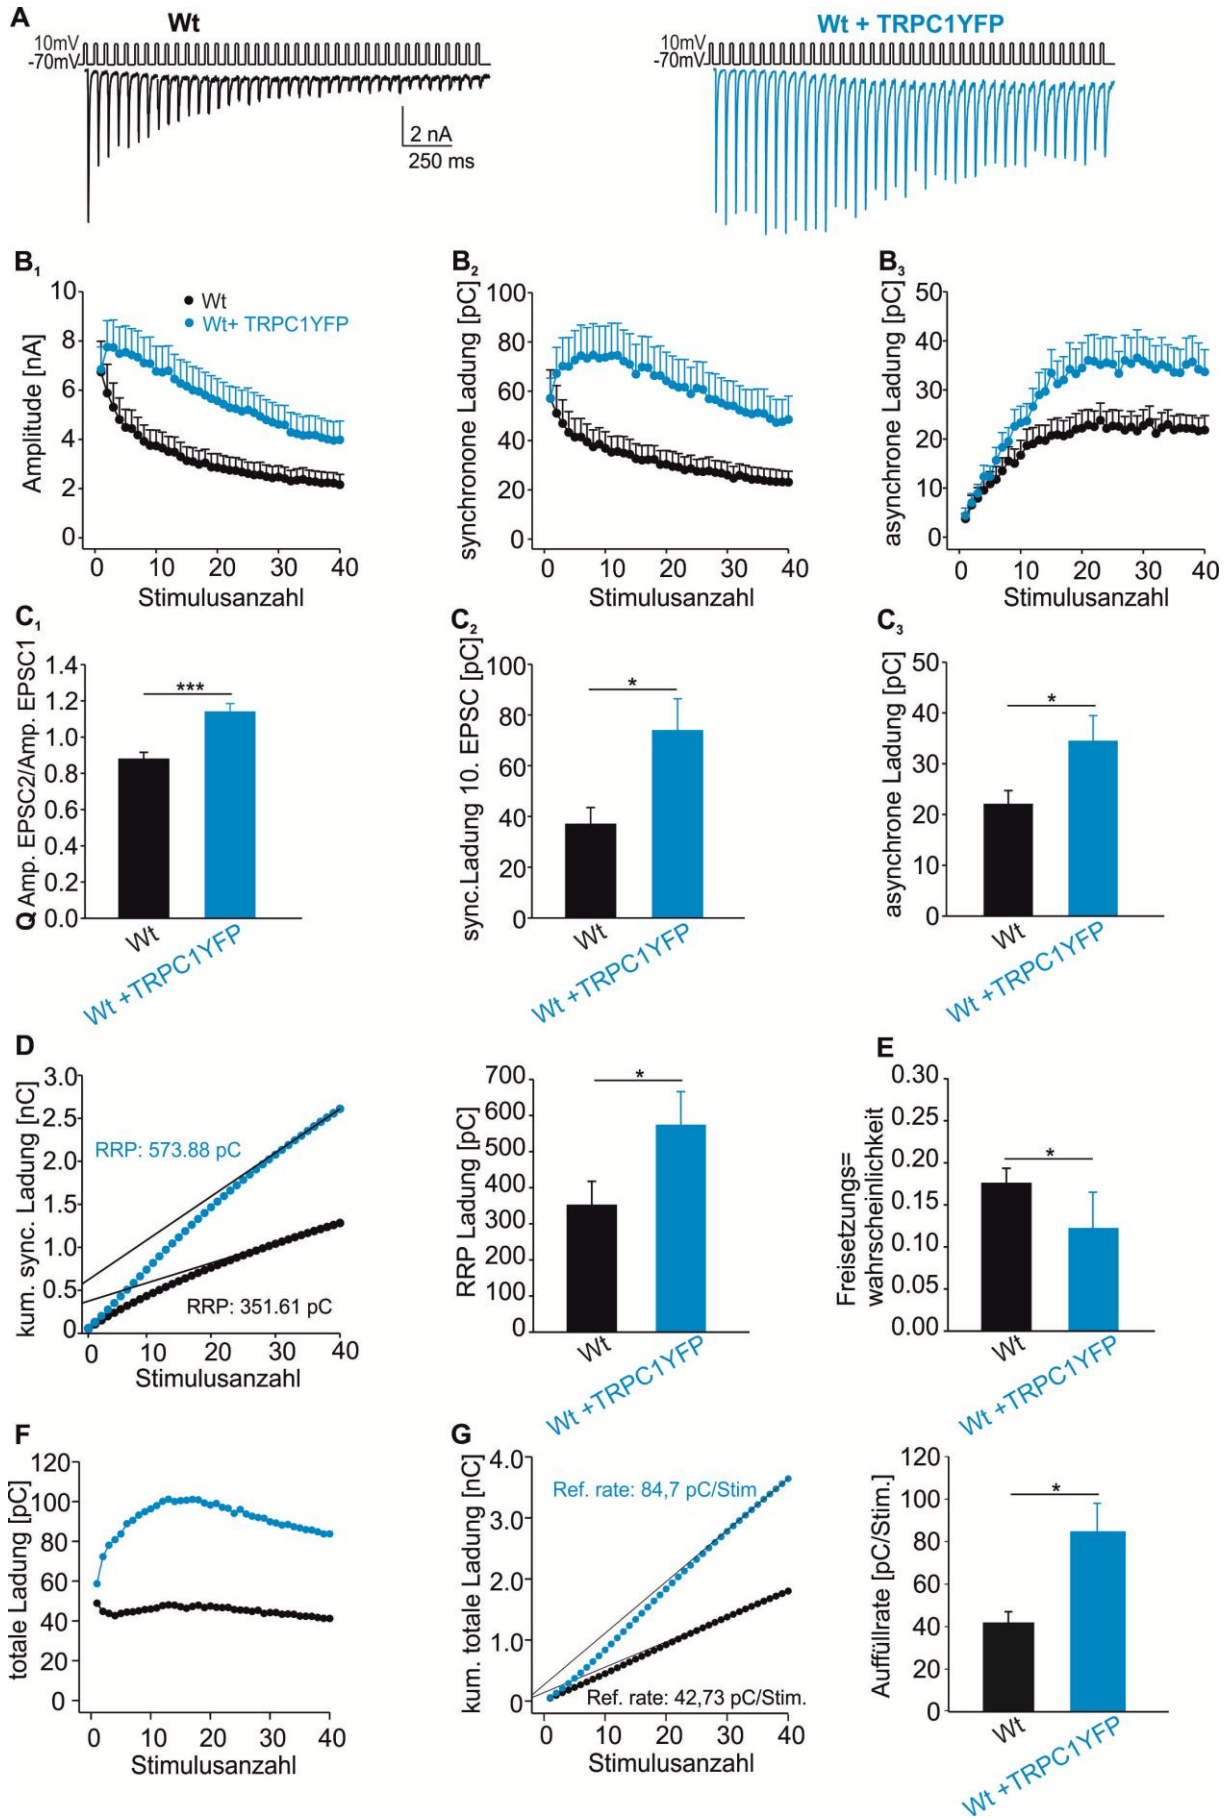 A
Wt
Wt + TRPC1YFP
10mV
-70mV
10mV
-70mV
2 nA
250 ms
B1
Amplitude [nA]
10
8
6
4
2
0
Wt
Wt+ TRPC1YFP
0 10 20 30 40
Stimulusanzahl
B2
synchronone Ladung [pC]
100
80
60
40
20
0
0 10 20 30 40
Stimulusanzahl
B3
asynchrone Ladung [pC]
50
40
30
20
10
0
0 10 20 30 40
Stimulusanzahl
C1
Q Amp. EPSC2/Amp. EPSC1
1.4
1.2
1.0
0.8
0.6
0.4
0.2
0.0
***
Wt
Wt +TRPC1YFP
C2
sync.Ladung 10. EPSC [pC]
100
80
60
40
20
0
*
Wt
Wt +TRPC1YFP
C3
asynchrone Ladung [pC]
50
40
30
20
10
0
*
Wt
Wt +TRPC1YFP
D
kum. sync. Ladung [nC]
3.0
2.5
2.0
1.5
1.0
0.5
0
RRP: 573.88 pC
RRP: 351.61 pC
0 10 20 30 40
Stimulusanzahl
RRP Ladung [pC]
700
600
500
400
300
200
100
0
*
Wt
Wt +TRPC1YFP
E
Freisetzungs=
wahrscheinlichkeit
0.30
0.25
0.20
0.15
0.10
0.05
0.00
*
Wt
Wt +TRPC1YFP
F
totale Ladung [pC]
120
100
80
60
40
20
0
0 10 20 30 40
Stimulusanzahl
G
kum. totale Ladung [nC]
4.0
3.0
2.0
1.0
0
Ref. rate: 84,7 pC/Stim
Ref. rate: 42,73 pC/Stim.
0 10 20 30 40
Stimulusanzahl
Auffüllrate [pC/Stim.]
120
100
80
60
40
20
0
*
Wt
Wt +TRPC1YFP